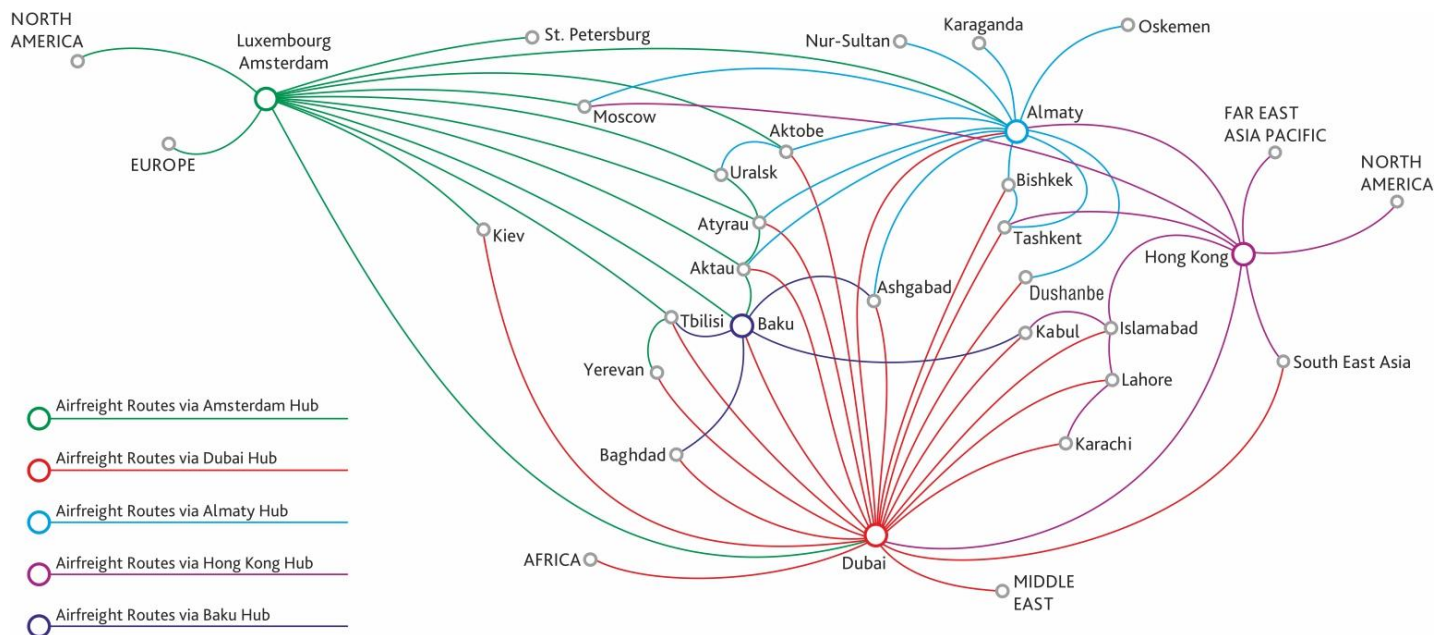 NORTH
AMERICA
Luxembourg
Amsterdam
St. Petersburg
Nur-Sultan
Karaganda
Oskemen
EUROPE
Moscow
Aktobe
Almaty
FAR EAST
ASIA PACIFIC
NORTH
AMERICA
Uralsk
Bishkek
Kiev
Atyrau
Tashkent
Aktau
Hong Kong
Ashgabad
Dushanbe
Tbilisi
Baku
Kabul
Islamabad
Yerevan
South East Asia
Lahore
Airfreight Routes via Amsterdam Hub
Baghdad
Karachi
Airfreight Routes via Dubai Hub
Airfreight Routes via Almaty Hub
AFRICA
Dubai
Airfreight Routes via Hong Kong Hub
MIDDLE
EAST
Airfreight Routes via Baku Hub